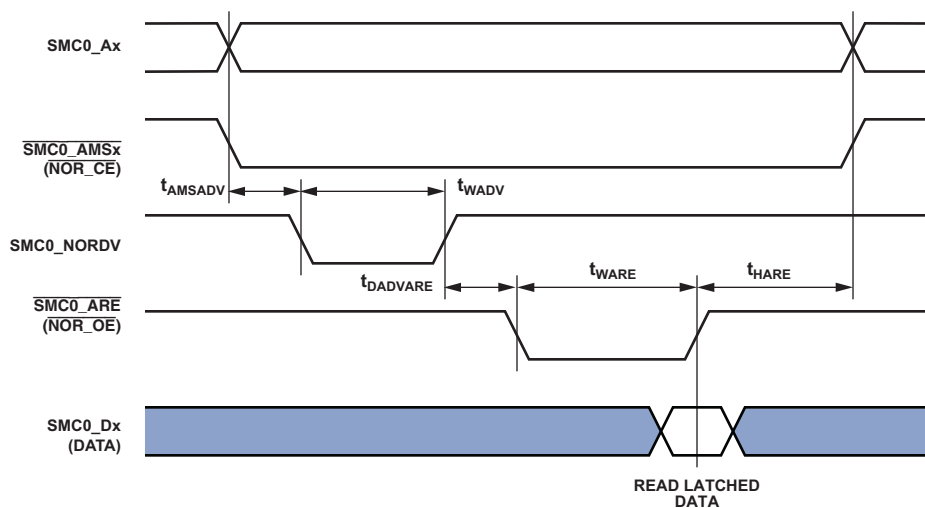 SMC0_Ax
SMC0_AMSx
(NOR_CE)
tAMSADV
tWADV
SMC0_NORDV
tDADVARE
tWARE
tHARE
SMC0_ARE
(NOR_OE)
SMC0_Dx
(DATA)
READ LATCHED
DATA